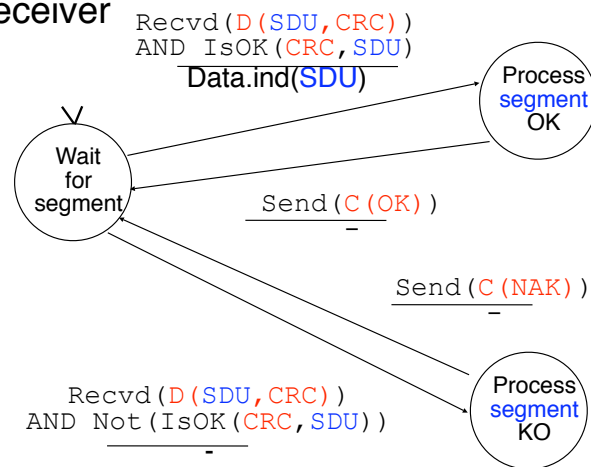 eceiver
Recvd(D(SDU,CRC))
AND IsOK(CRC,SDU)
Data.ind(SDU)
Process
segment
OK
Wait
for
segment
Send(C(OK))
-
Send(C(NAK))
-
Recvd(D(SDU,CRC))
AND Not(IsOK(CRC,SDU))
-
Process
segment
KO